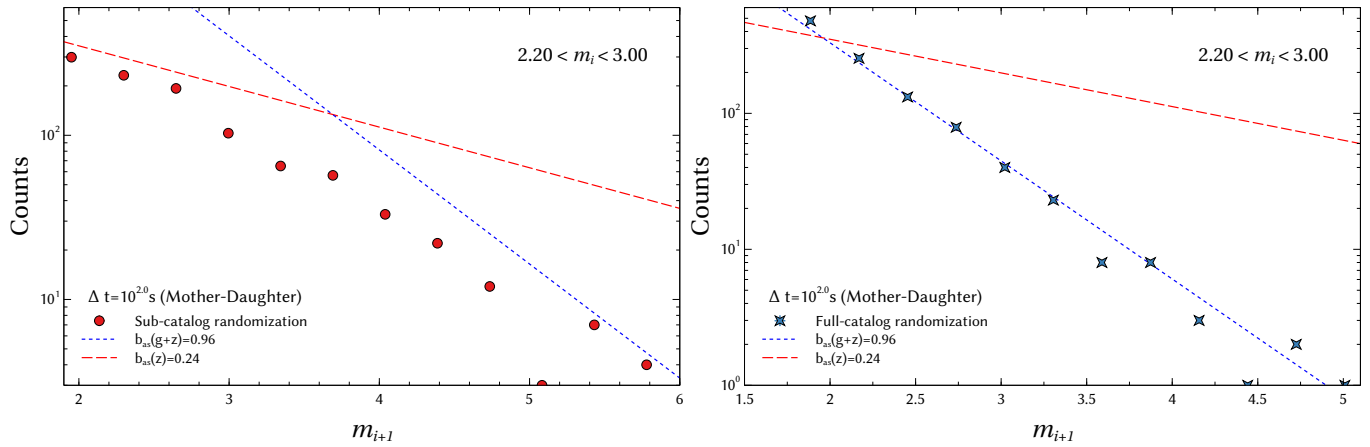 2.20 < m_i < 3.00
10^2
10^1
Counts
Δ t=10^2.0 s (Mother-Daughter)
Sub-catalog randomization
b_as(g+z)=0.96
b_as(z)=0.24
2 3 4 5 6
m_i+1
2.20 < m_i < 3.00
10^2
10^1
10^0
Counts
Δ t=10^2.0 s (Mother-Daughter)
Full-catalog randomization
b_as(g+z)=0.96
b_as(z)=0.24
1.5 2 2.5 3 3.5 4 4.5 5
m_i+1